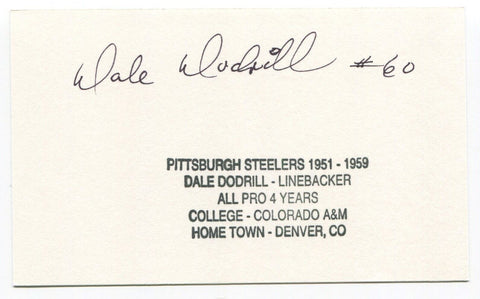 Dale Dodrill #60
PITTSBURGH STEELERS 1951 - 1959
DALE DODRILL - LINEBACKER
ALL PRO 4 YEARS
COLLEGE - COLORADO A&M
HOME TOWN - DENVER, CO